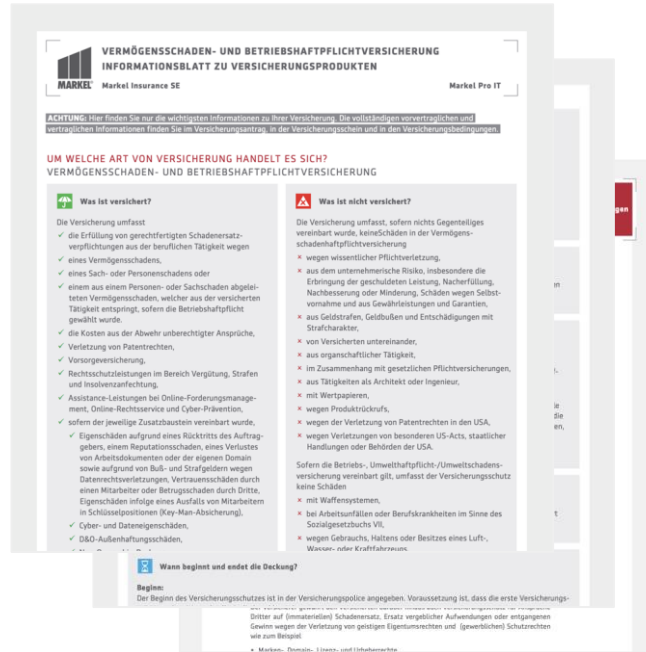 VERMÖGENSSCHADEN- UND BETRIEBSHAFTPFLICHTVERSICHERUNG
INFORMATIONSBLATT ZU VERSICHERUNGSPRODUKTEN
MARKEL Markel Insurance SE Markel Pro IT
ACHTUNG: Hier finden Sie nur die wichtigsten Informationen zu Ihrer Versicherung. Die vollständigen vorvertraglichen und
vertraglichen Informationen finden Sie im Versicherungsantrag, in der Versicherungsschein und in den Versicherungsbedingungen.
UM WELCHE ART VON VERSICHERUNG HANDELT ES SICH?
VERMÖGENSSCHADEN- UND BETRIEBSHAFTPFLICHTVERSICHERUNG
Was ist versichert?
Die Versicherung umfasst
✓ die Erfüllung von gerechtfertigten Schadenersatz-
verpflichtungen aus der beruflichen Tätigkeit wegen
✓ eines Vermögensschadens,
✓ eines Sach- oder Personenschadens oder
✓ einem aus einem Personen- oder Sachschaden abgelei-
teten Vermögensschaden, welcher aus der versicherten
Tätigkeit entspringt, sofern die Betriebshaftpflicht
gewählt wurde.
✓ die Kosten aus der Abwehr unberechtigter Ansprüche,
✓ Verletzung von Patentrechten,
✓ Vorsorgeversicherung,
✓ Rechtsschutzleistungen im Bereich Vergütung, Strafen
und Insolvenzanfechtung,
✓ Assistance-Leistungen bei Online-Forderungsmanage-
ment, Online-Rechtsservice und Cyber-Prävention,
✓ sofern der jeweilige Zusatzbaustein vereinbart wurde,
✓ Eigenschäden aufgrund eines Rücktritts des Auftrag-
gebers, einem Reputationsschaden, eines Verlustes
von Arbeitsdokumenten oder der eigenen Domain
sowie aufgrund von Buß- und Strafgeldern wegen
Datenrechtsverletzungen, Vertrauensschäden durch
einen Mitarbeiter oder Betrugsschaden durch Dritte,
Eigenschäden infolge eines Ausfalls von Mitarbeitern
in Schlüsselpositionen (Key-Man-Absicherung),
✓ Cyber- und Dateneigenschäden,
✓ D&O-Außenhaftungsschäden,
Was ist nicht versichert?
Die Versicherung umfasst, sofern nichts Gegenteiliges
vereinbart wurde, keineSchäden in der Vermögens-
schadenhaftpflichtversicherung
× wegen wissentlicher Pflichtverletzung,
× aus dem unternehmerische Risiko, insbesondere die
Erbringung der geschuldeten Leistung, Nacherfüllung,
Nachbesserung oder Minderung, Schäden wegen Selbst-
vornahme und aus Gewährleistungen und Garantien,
× aus Geldstrafen, Geldbußen und Entschädigungen mit
Strafcharakter,
× von Versicherten untereinander,
× aus organschaftlicher Tätigkeit,
× im Zusammenhang mit gesetzlichen Pflichtversicherungen,
× aus Tätigkeiten als Architekt oder Ingenieur,
× mit Wertpapieren,
× wegen Produktrückrufs,
× wegen der Verletzung von Patentrechten in den USA,
× wegen Verletzungen von besonderen US-Acts, staatlicher
Handlungen oder Behörden der USA.
Sofern die Betriebs-, Umwelthaftpflicht-/Umweltschadens-
versicherung vereinbart gilt, umfasst der Versicherungsschutz
keine Schäden
× mit Waffensystemen,
× bei Arbeitsunfällen oder Berufskrankheiten im Sinne des
Sozialgesetzbuchs VII,
× wegen Gebrauchs, Haltens oder Besitzes eines Luft-,
Wasser- oder Kraftfahrzeugs
gen
Wann beginnt und endet die Deckung?
Beginn:
Der Beginn des Versicherungsschutzes ist in der Versicherungspolice angegeben. Voraussetzung ist, dass die erste Versicherungs-
Dritter auf (immateriellen) Schadenersatz, Ersatz vergeblicher Aufwendungen oder entgangenen
Gewinn wegen der Verletzung von geistigen Eigentumsrechten und (gewerblichen) Schutzrechten
wie zum Beispiel
• Marken-, Domain-, Lizenz- und Urheberrechte